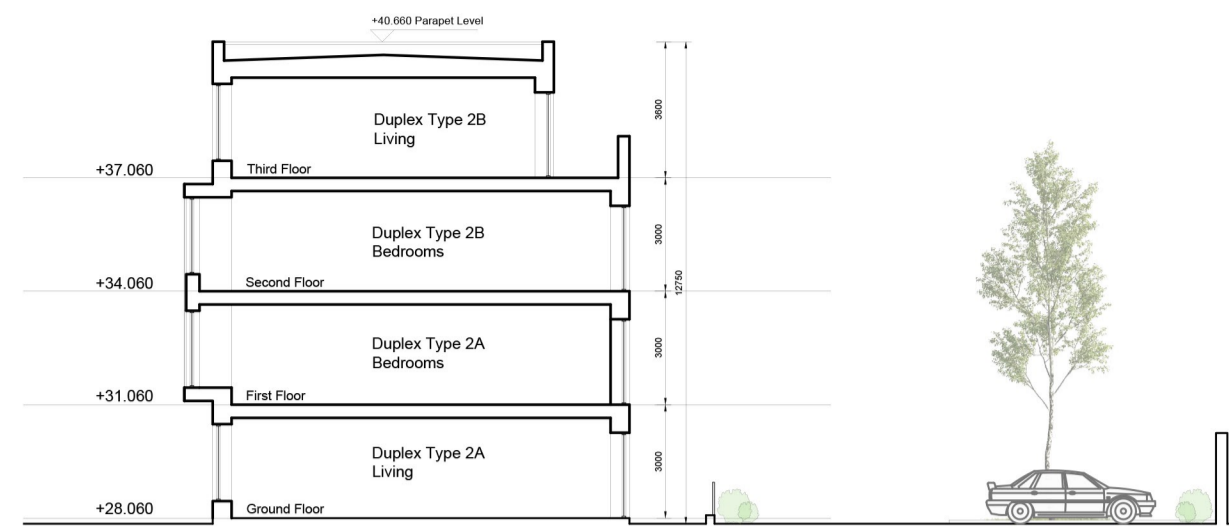 +40.660 Parapet Level
Duplex Type 2B
Living
3600
+37.060
Third Floor
Duplex Type 2B
Bedrooms
3000
+34.060
Second Floor
12750
Duplex Type 2A
Bedrooms
3000
+31.060
First Floor
Duplex Type 2A
Living
3000
+28.060
Ground Floor